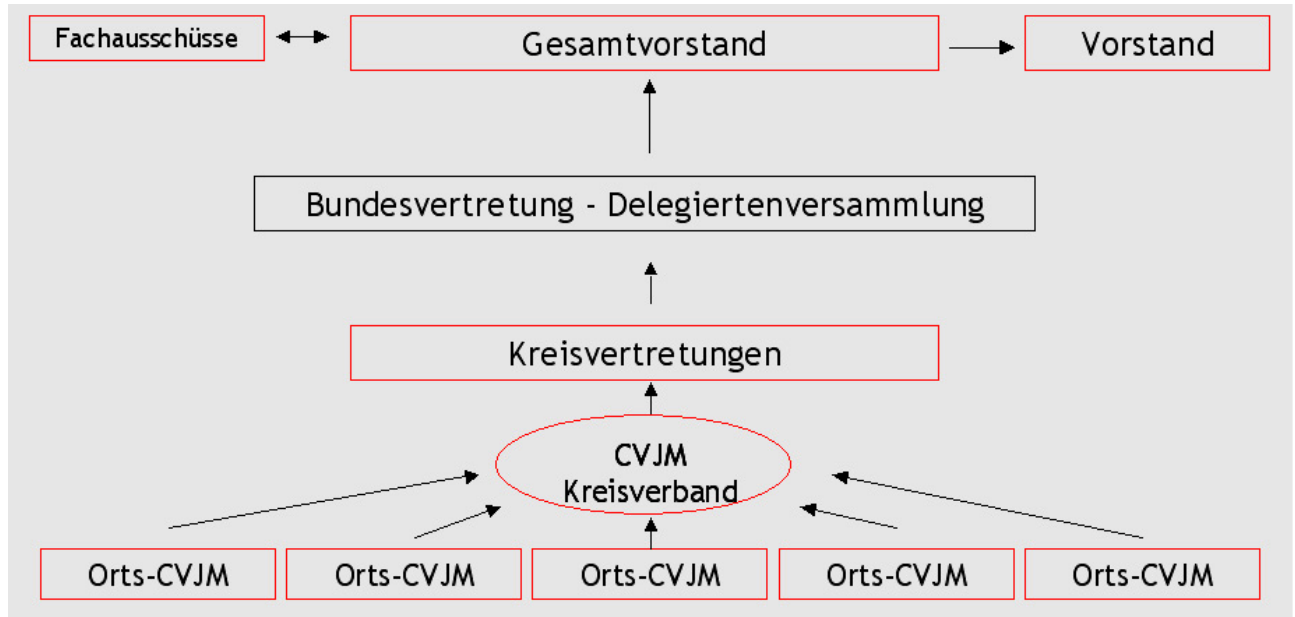 Fachausschüsse
Gesamtvorstand
Vorstand
Bundesvertretung - Delegiertenversammlung
Kreisvertretungen
CVJM
Kreisverband
Orts-CVJM
Orts-CVJM
Orts-CVJM
Orts-CVJM
Orts-CVJM